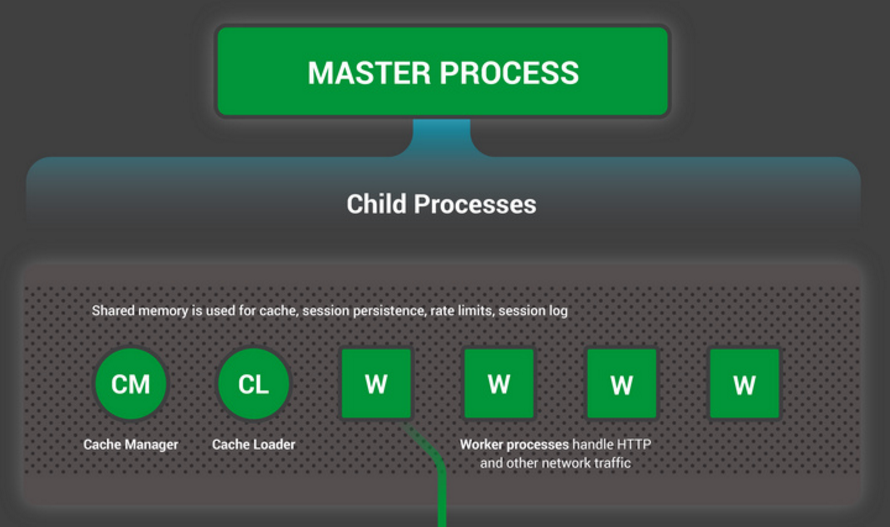 MASTER PROCESS
Child Processes
Shared memory is used for cache, session persistence, rate limits, session log
CM
CL
W
W
W
W
Cache Manager
Cache Loader
Worker processes handle HTTP
and other network traffic